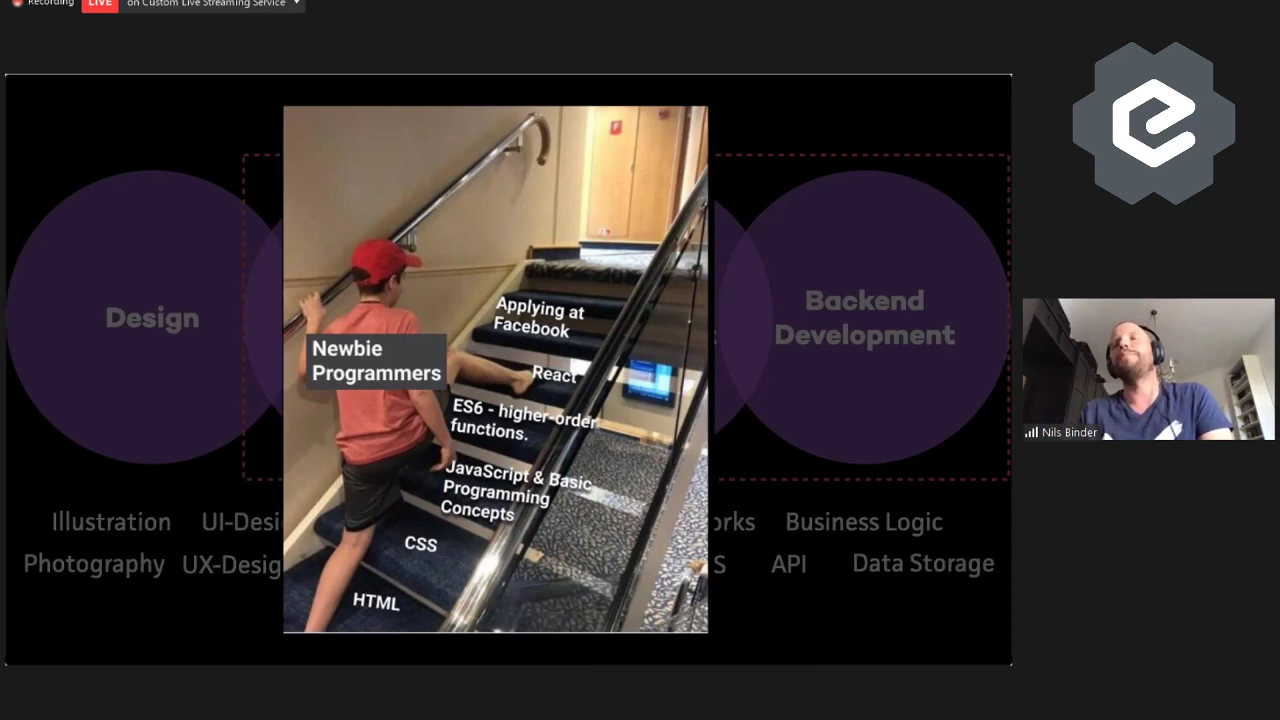 Recording
LIVE
on Custom Live Streaming Service
Design
Backend
Development
Newbie
Programmers
Applying at
Facebook
React
ES6 - higher-order
functions.
JavaScript & Basic
Programming
Concepts
CSS
HTML
Illustration
UI-Desi
orks
Business Logic
Photography
UX-Desig
S
API
Data Storage
Nils Binder